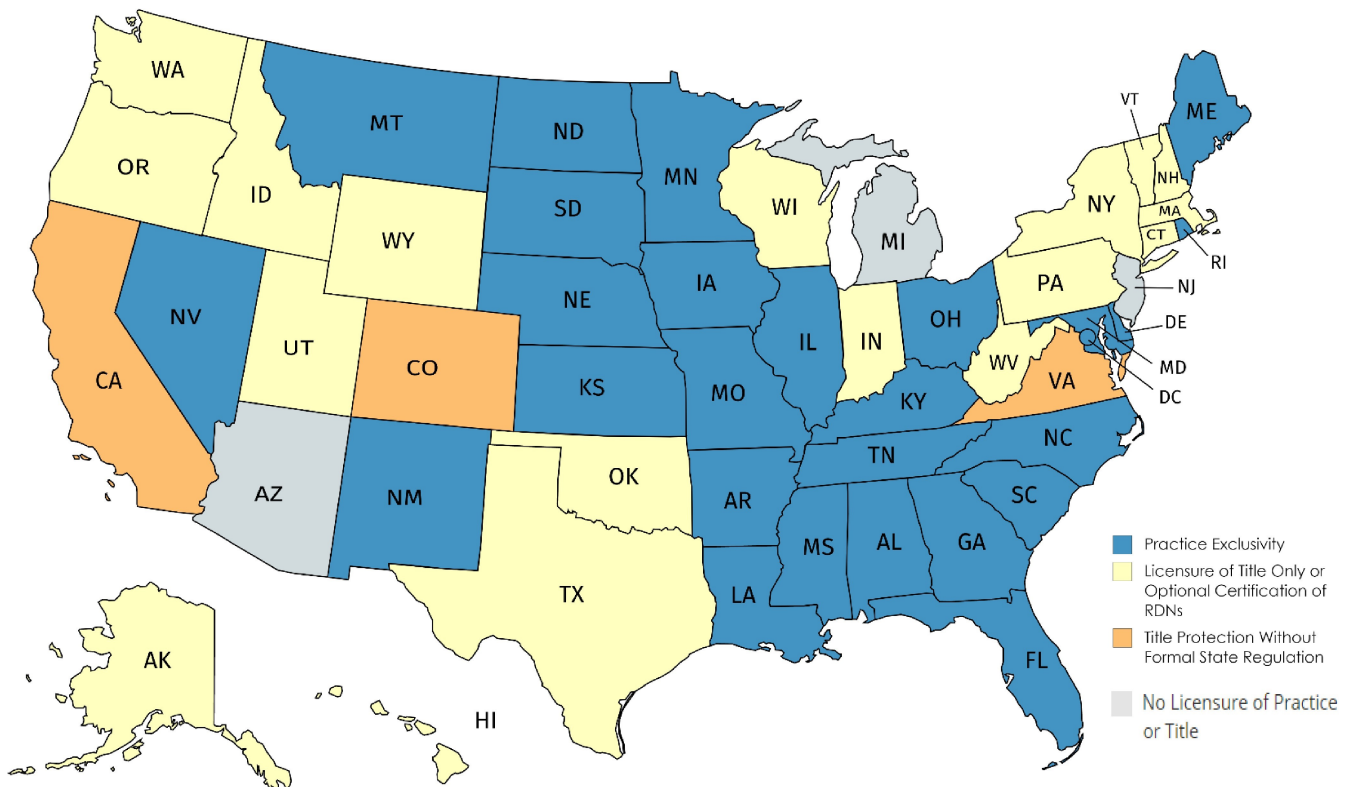 WA
VT
ME
MT
ND
OR
MN
ID
NH
SD
WI
NY
MA
WY
MI
CT
RI
IA
PA
NJ
NE
NV
OH
DE
UT
IL
IN
WV
MD
CO
VA
CA
KS
MO
KY
DC
NC
TN
OK
AZ
NM
AR
SC
MS
AL
GA
Practice Exclusivity
Licensure of Title Only or
Optional Certification of
RDNs
TX
LA
Title Protection Without
Formal State Regulation
AK
FL
No Licensure of Practice
or Title
HI